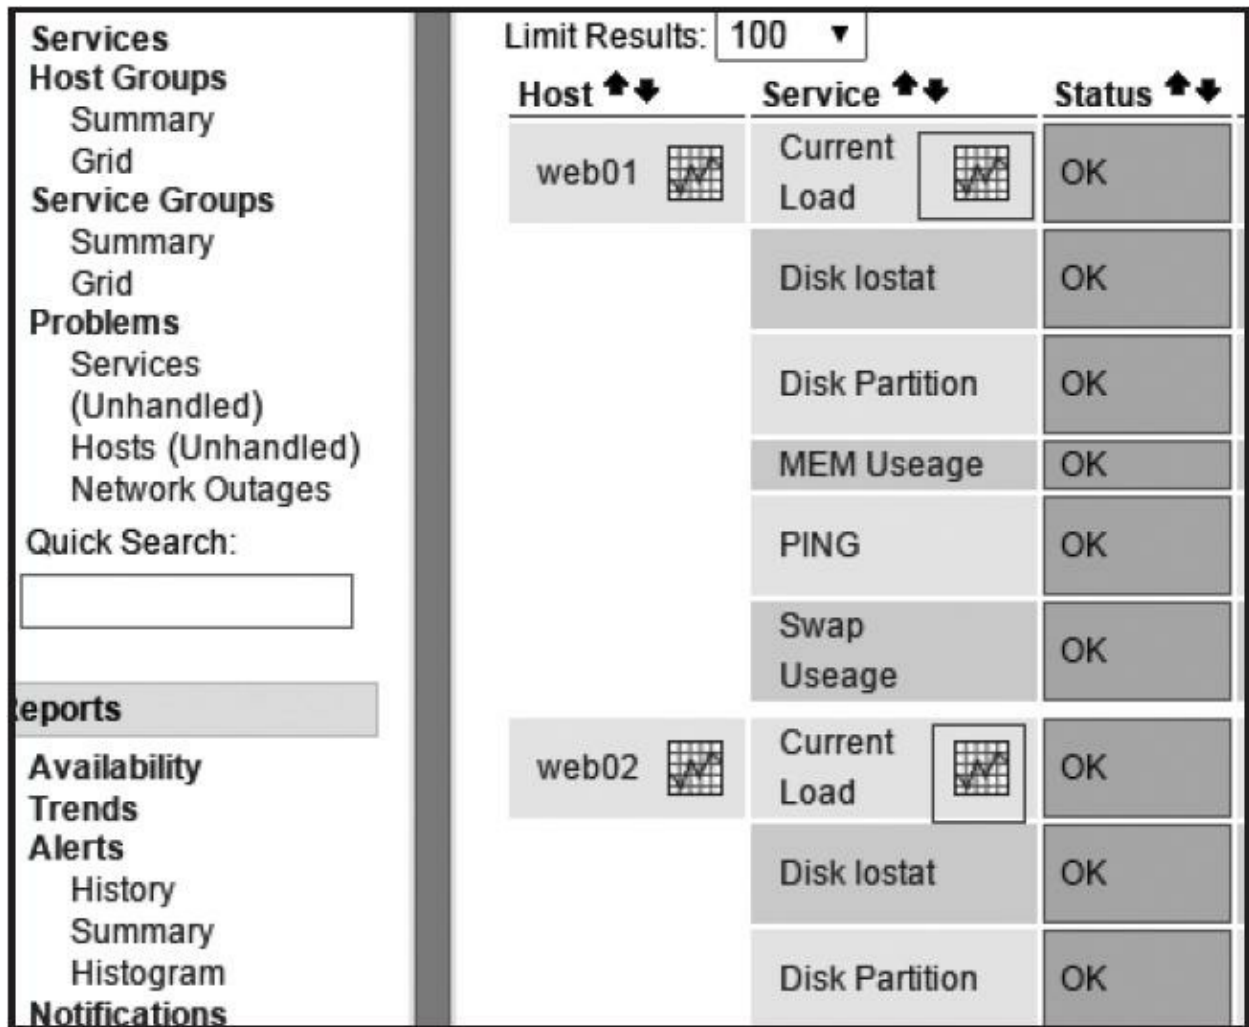 Services
Host Groups
Summary
Grid
Service Groups
Summary
Grid
Problems
Services
(Unhandled)
Hosts (Unhandled)
Network Outages
Quick Search:
eports
Availability
Trends
Alerts
History
Summary
Histogram
Notifications
Limit Results: 100
Host Service Status
web01 Current Load OK
Disk Iostat OK
Disk Partition OK
MEM Useage OK
PING OK
Swap Useage OK
web02 Current Load OK
Disk Iostat OK
Disk Partition OK